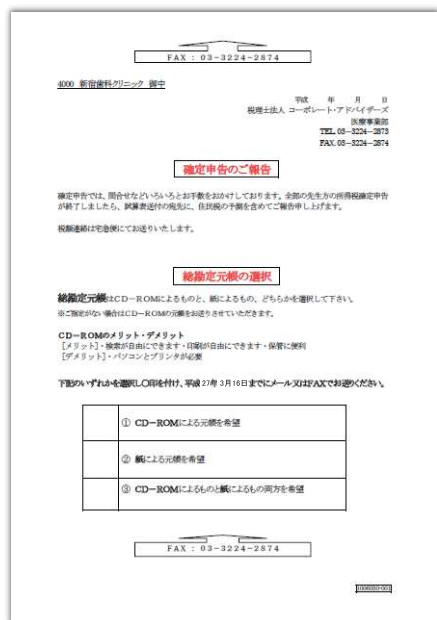 FAX : 03-3224-2874
4000 新宿歯科クリニック 御中
平成 年 月 日
税理士法人 コーポレート・アドバイザーズ
医療事業部
TEL.03-3224-2873
FAX.03-3224-2874
確定申告のご報告
確定申告では、問合せなどいろいろとお手数をおかけしております。全部の先生方の所得税確定申告
が終了しましたら、試算表送付の宛先に、住民税の予測を含めてご報告申し上げます。
税額連絡は宅急便にてお送りいたします。
総勘定元帳の選択
総勘定元帳はCD-ROMによるものと、紙によるもの、どちらかを選択して下さい。
※ご指定がない場合はCD-ROMの元帳をお送りさせていただきます。
CD-ROMのメリット・デメリット
[メリット]・検索が自由にできます・印刷が自由にできます・保管に便利
[デメリット]・パソコンとプリンタが必要
下記のいずれかを選択し〇印を付け、平成 27年 3月16日までにメール又はFAXでお送りください。
① CD-ROMによる元帳を希望
② 紙による元帳を希望
③ CD-ROMによるものと紙によるもの両方を希望
FAX : 03-3224-2874